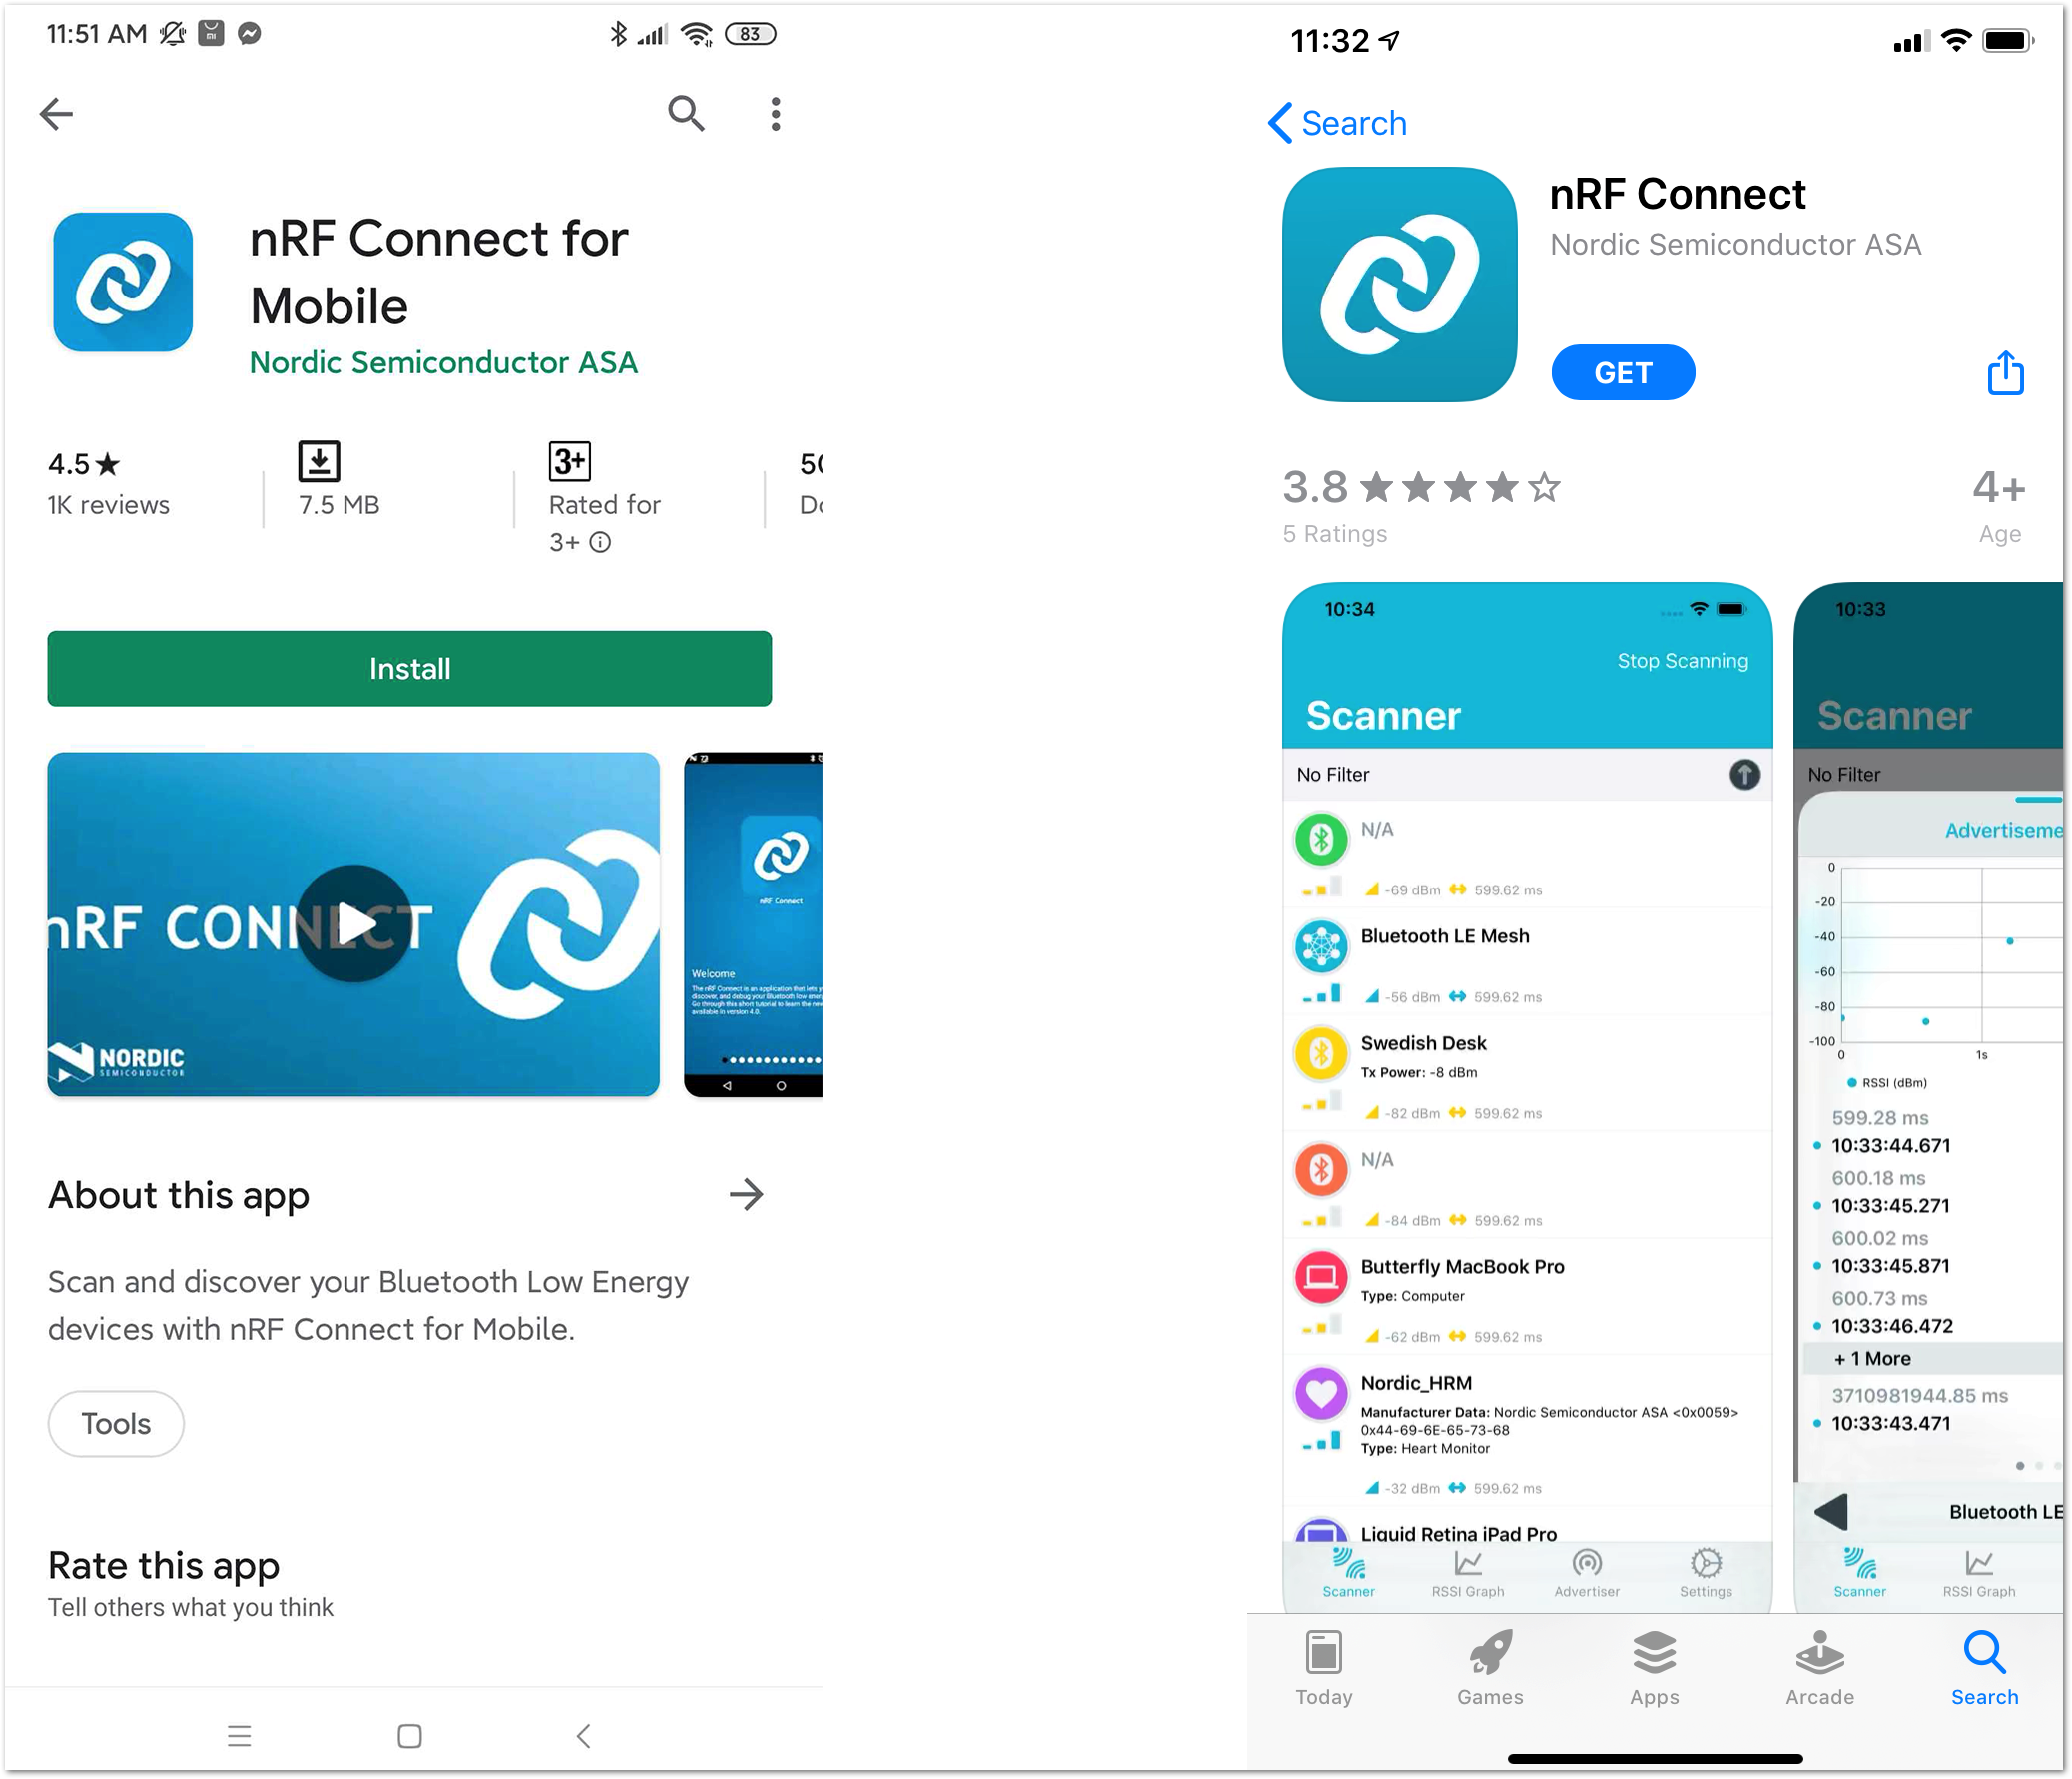 11:51 AM
83
nRF Connect for
Mobile
Nordic Semiconductor ASA
4.5★
1K reviews
7.5 MB
3+
Rated for
3+
Install
nRF CONNECT
NORDIC
SEMICONDUCTOR
nRF Connect
Welcome
About this app
Scan and discover your Bluetooth Low Energy
devices with nRF Connect for Mobile.
Tools
Rate this app
Tell others what you think
11:32
Search
nRF Connect
Nordic Semiconductor ASA
GET
3.8
5 Ratings
4+
Age
10:34
Stop Scanning
Scanner
No Filter
N/A
-69 dBm 599.62 ms
Bluetooth LE Mesh
-56 dBm 599.62 ms
Swedish Desk
Tx Power: -8 dBm
-82 dBm 599.62 ms
N/A
-84 dBm 599.62 ms
Butterfly MacBook Pro
Type: Computer
-62 dBm 599.62 ms
Nordic_HRM
Manufacturer Data: Nordic Semiconductor ASA <0x0059>
0x44-69-6E-65-73-68
Type: Heart Monitor
-32 dBm 599.62 ms
Liquid Retina iPad Pro
Scanner
RSSI Graph
Advertiser
Settings
10:33
Scanner
No Filter
Advertiseme
0
-20
-40
-60
-80
-100
0
1s
RSSI (dBm)
599.28 ms
10:33:44.671
600.18 ms
10:33:45.271
600.02 ms
10:33:45.871
600.73 ms
10:33:46.472
+ 1 More
3710981944.85 ms
10:33:43.471
Bluetooth LE
Scanner
RSSI Graph
Today
Games
Apps
Arcade
Search